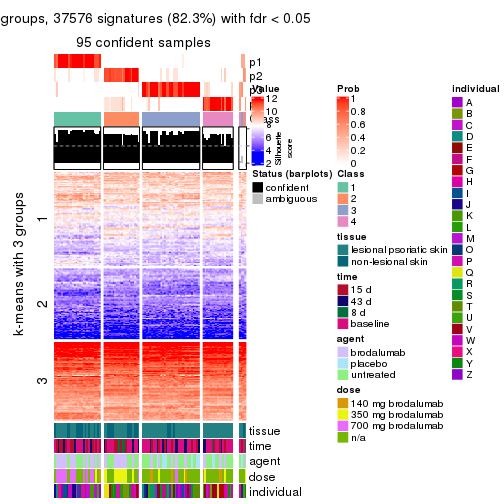 groups, 37576 signatures (82.3%) with fdr < 0.05
95 confident samples
p1
p2
Class
k-means with 3 groups
1
2
3
tissue
time
agent
dose
individual
Value
12
10
8
6
4
2
Silhouette
score
Status (barplots)
confident
ambiguous
Prob
1
0.8
0.6
0.4
0.2
0
Class
1
2
3
4
tissue
lesional psoriatic skin
non-lesional skin
time
15 d
43 d
8 d
baseline
agent
brodalumab
placebo
untreated
dose
140 mg brodalumab
350 mg brodalumab
700 mg brodalumab
n/a
individual
A
B
C
D
E
F
G
H
I
J
K
L
M
O
P
Q
R
S
T
U
V
W
X
Y
Z